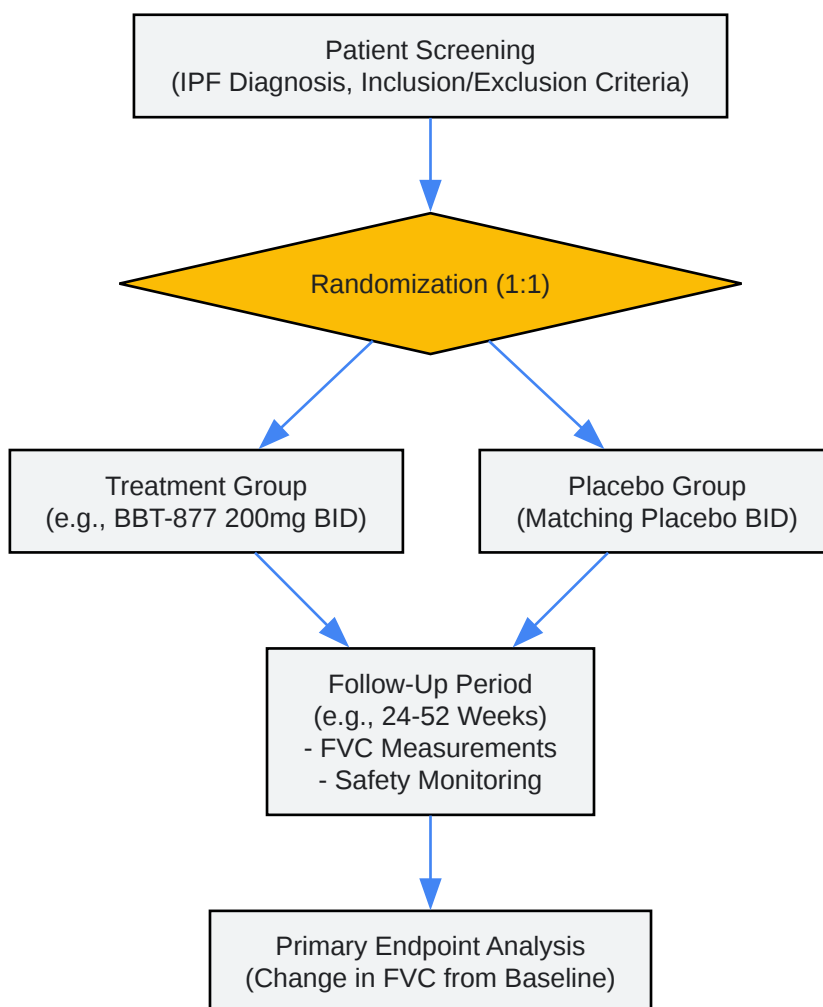 Patient Screening
(IPF Diagnosis, Inclusion/Exclusion Criteria)
Randomization (1:1)
Treatment Group
(e.g., BBT-877 200mg BID)
Placebo Group
(Matching Placebo BID)
Follow-Up Period
(e.g., 24-52 Weeks)
- FVC Measurements
- Safety Monitoring
Primary Endpoint Analysis
(Change in FVC from Baseline)